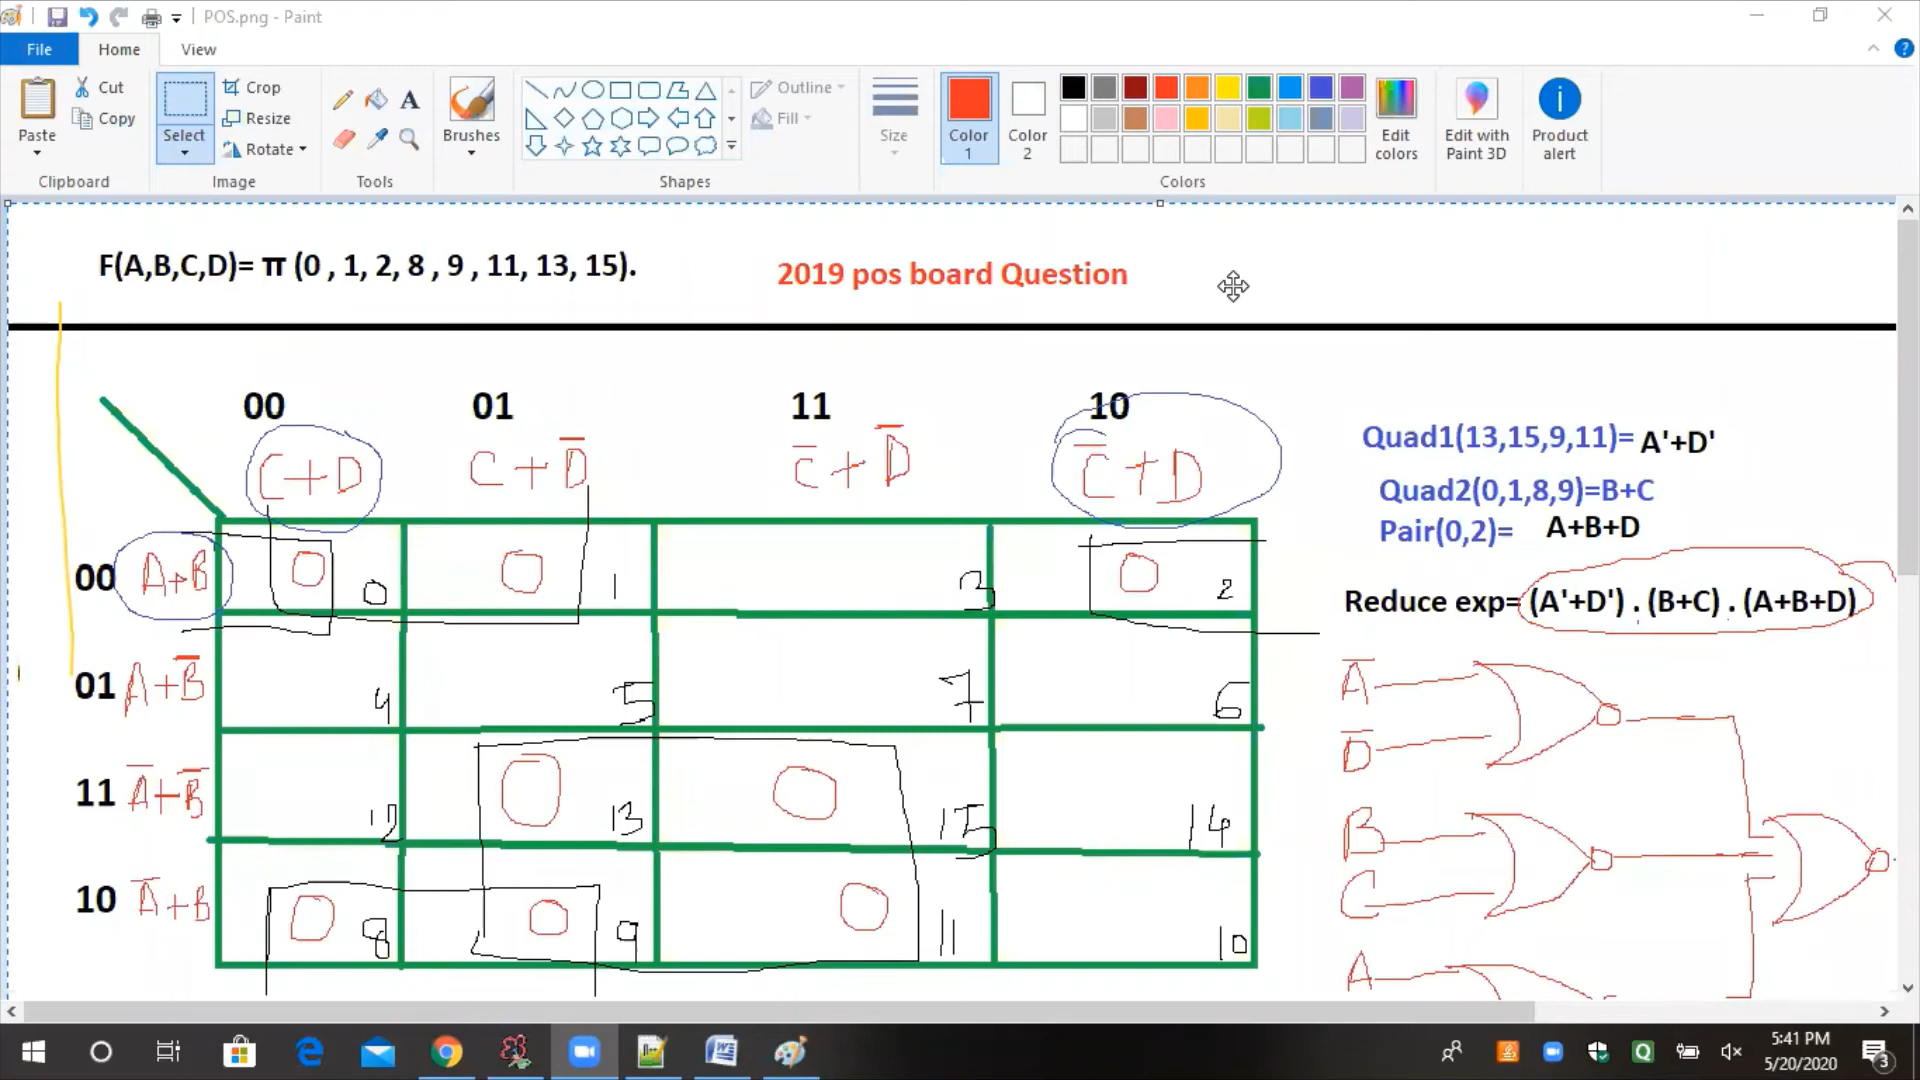 POS.png - Paint
File Home View
Paste Cut Copy Clipboard
Select Crop Resize Rotate Image
Tools
Brushes
Outline Fill Shapes
Size
Color 1 Color 2 Colors
Edit colors
Edit with Paint 3D
Product alert
F(A,B,C,D)= π (0 , 1, 2, 8 , 9 , 11, 13, 15).
2019 pos board Question
00 01 11 10
C+D C+D̅ C̅+D̅ C̅+D
00 A+B 0 1 3 2
01 A+B̅ 4 5 7 6
11 A̅+B̅ 12 13 15 14
10 A̅+B 8 9 11 10
Quad1(13,15,9,11)= A'+D'
Quad2(0,1,8,9)=B+C
Pair(0,2)= A+B+D
Reduce exp= (A'+D') . (B+C) . (A+B+D)
A̅
D̅
B
C
A
5:41 PM
5/20/2020
3